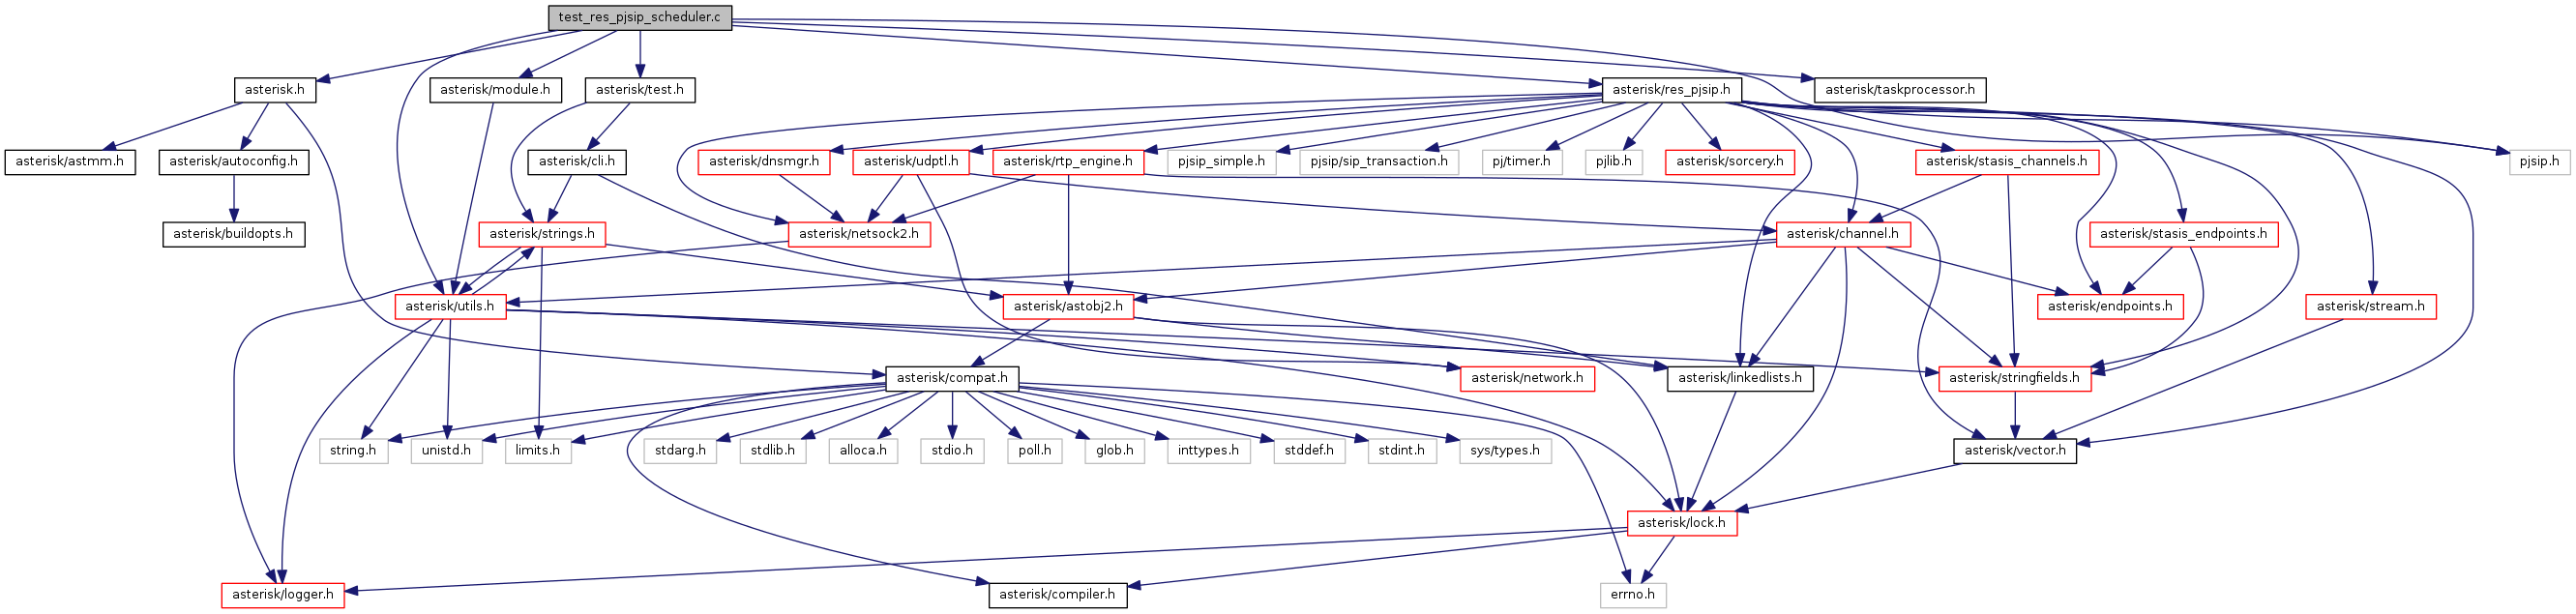 test_res_pjsip_scheduler.c
asterisk.h
asterisk/module.h
asterisk/test.h
asterisk/res_pjsip.h
asterisk/taskprocessor.h
asterisk/astmm.h
asterisk/autoconfig.h
asterisk/cli.h
asterisk/dnsmgr.h
asterisk/udptl.h
asterisk/rtp_engine.h
pjsip_simple.h
pjsip/sip_transaction.h
pj/timer.h
pjlib.h
asterisk/sorcery.h
asterisk/stasis_channels.h
pjsip.h
asterisk/buildopts.h
asterisk/strings.h
asterisk/netsock2.h
asterisk/channel.h
asterisk/stasis_endpoints.h
asterisk/utils.h
asterisk/astobj2.h
asterisk/endpoints.h
asterisk/stream.h
asterisk/compat.h
asterisk/network.h
asterisk/linkedlists.h
asterisk/stringfields.h
string.h
unistd.h
limits.h
stdarg.h
stdlib.h
alloca.h
stdio.h
poll.h
glob.h
inttypes.h
stddef.h
stdint.h
sys/types.h
asterisk/vector.h
asterisk/lock.h
asterisk/logger.h
asterisk/compiler.h
errno.h